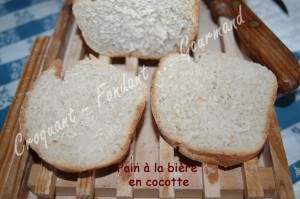 Croquant - Fondant - Gourmand
Pain à la bière
en cocotte